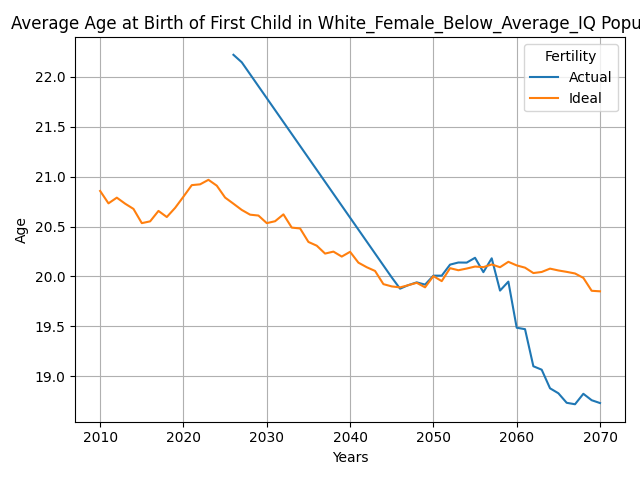 Average Age at Birth of First Child in White_Female_Below_Average_IQ Popu
22.0
21.5
21.0
20.5
20.0
19.5
19.0
Age
Fertility
Actual
Ideal
2010 2020 2030 2040 2050 2060 2070
Years